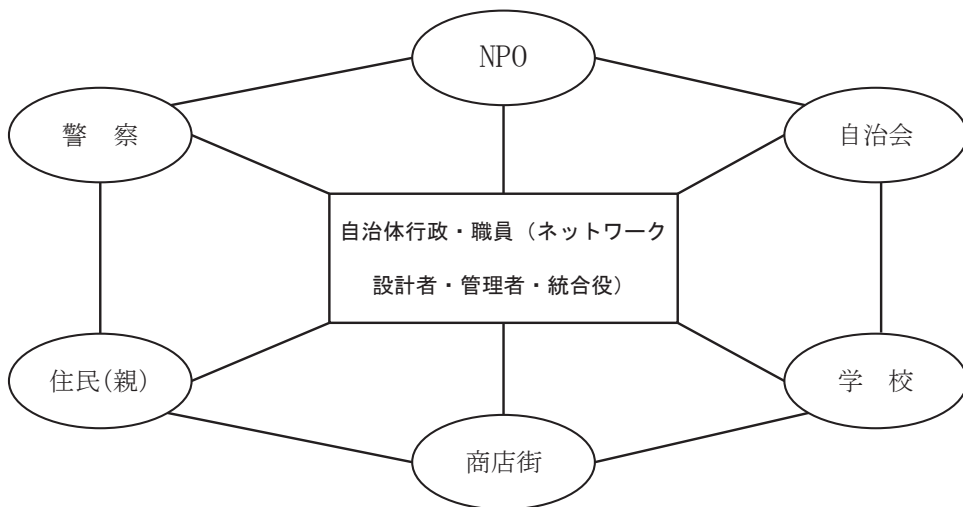 NPO
警　察
自治会
自治体行政・職員（ネットワーク
設計者・管理者・統合役）
住民(親)
学　校
商店街